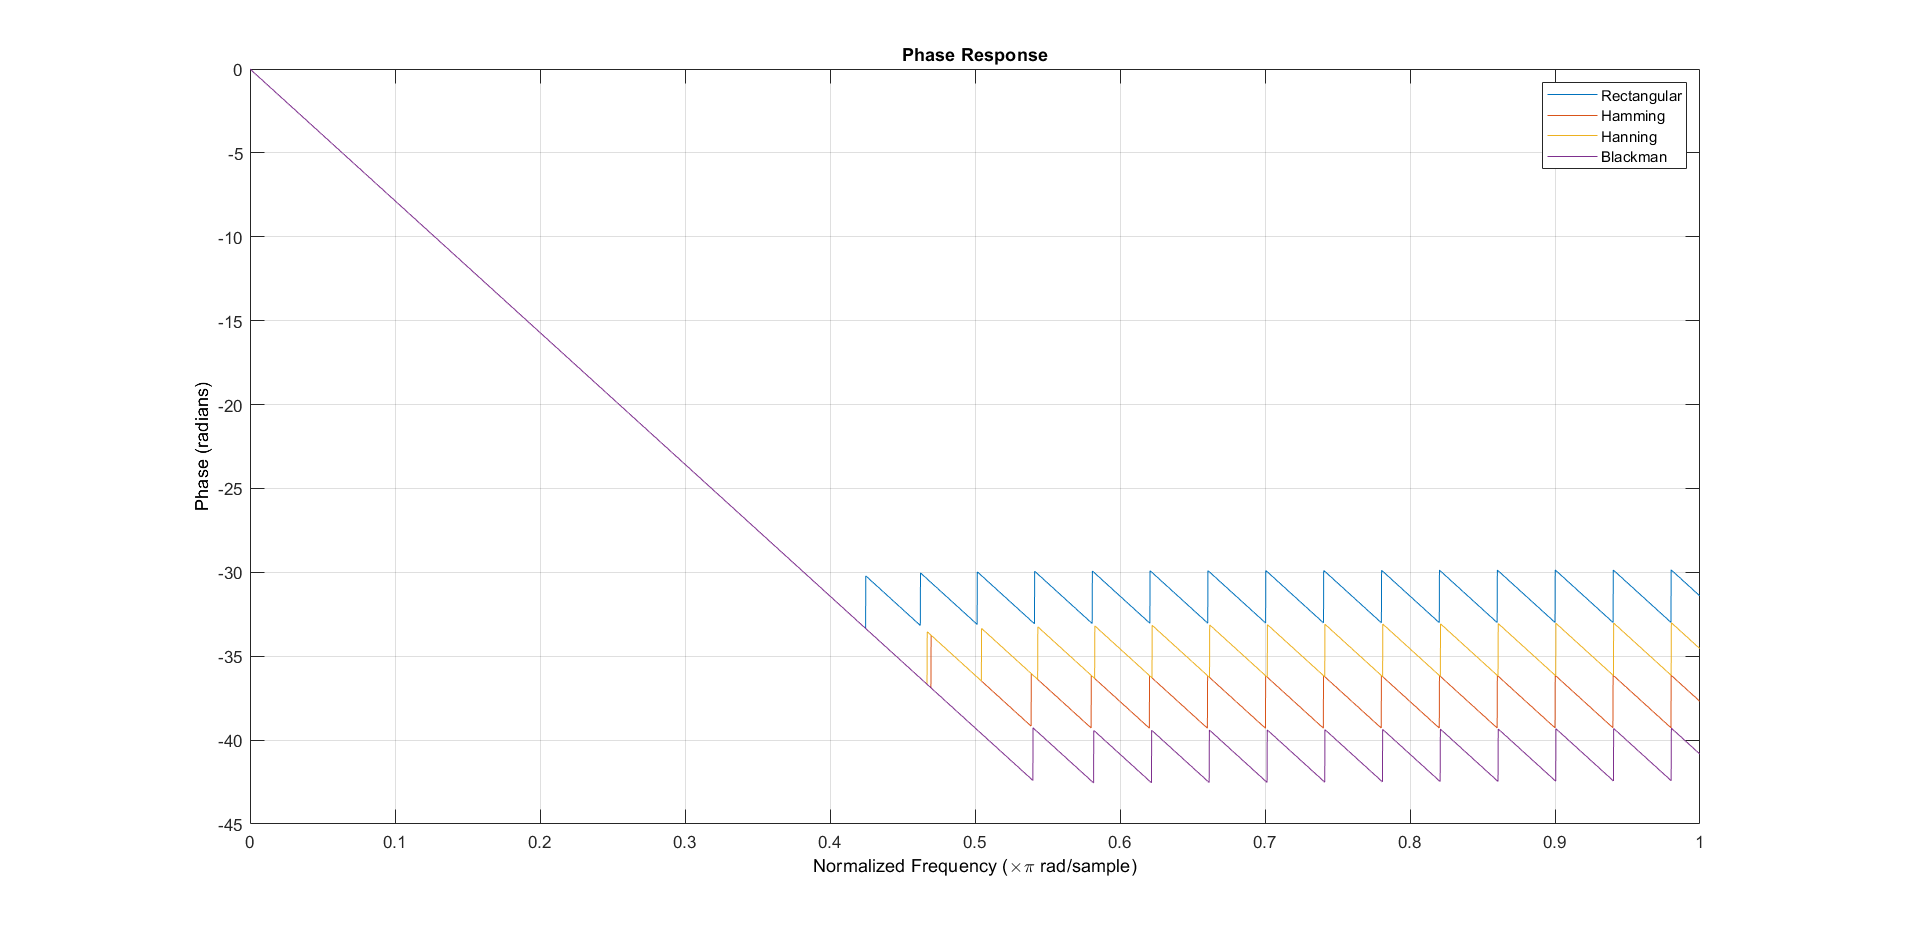 Phase Response
Rectangular
Hamming
Hanning
Blackman
0
-5
-10
-15
-20
-25
-30
-35
-40
-45
Phase (radians)
0 0.1 0.2 0.3 0.4 0.5 0.6 0.7 0.8 0.9 1
Normalized Frequency (×π rad/sample)